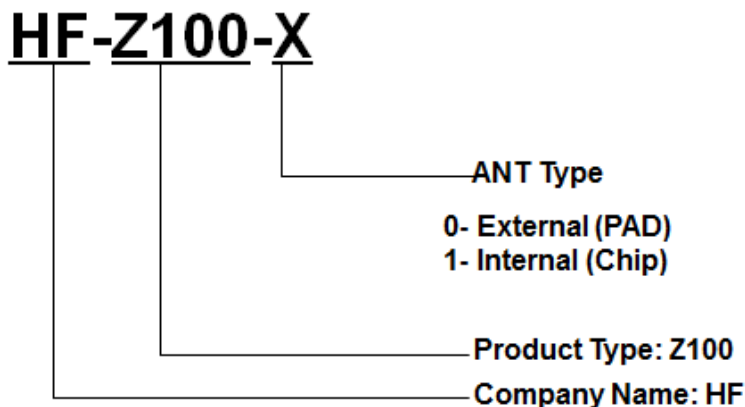 HF-Z100-X
ANT Type
0- External (PAD)
1- Internal (Chip)
Product Type: Z100
Company Name: HF